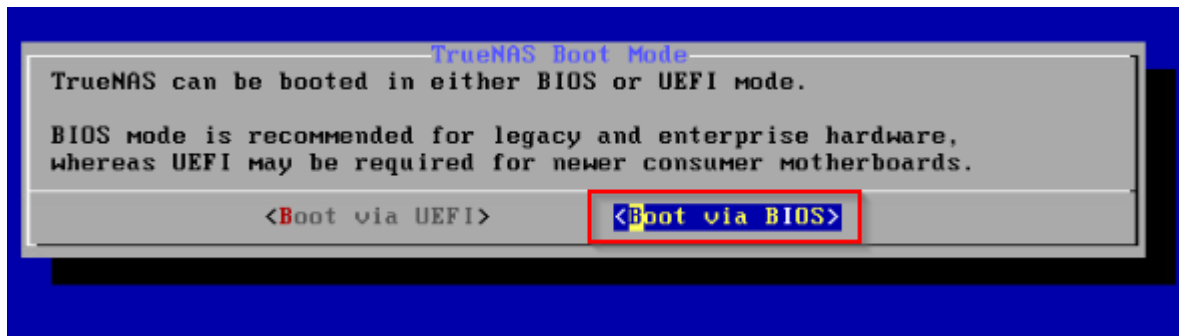 TrueNAS Boot Mode
TrueNAS can be booted in either BIOS or UEFI mode.
BIOS mode is recommended for legacy and enterprise hardware,
whereas UEFI may be required for newer consumer motherboards.
<Boot via UEFI> <Boot via BIOS>